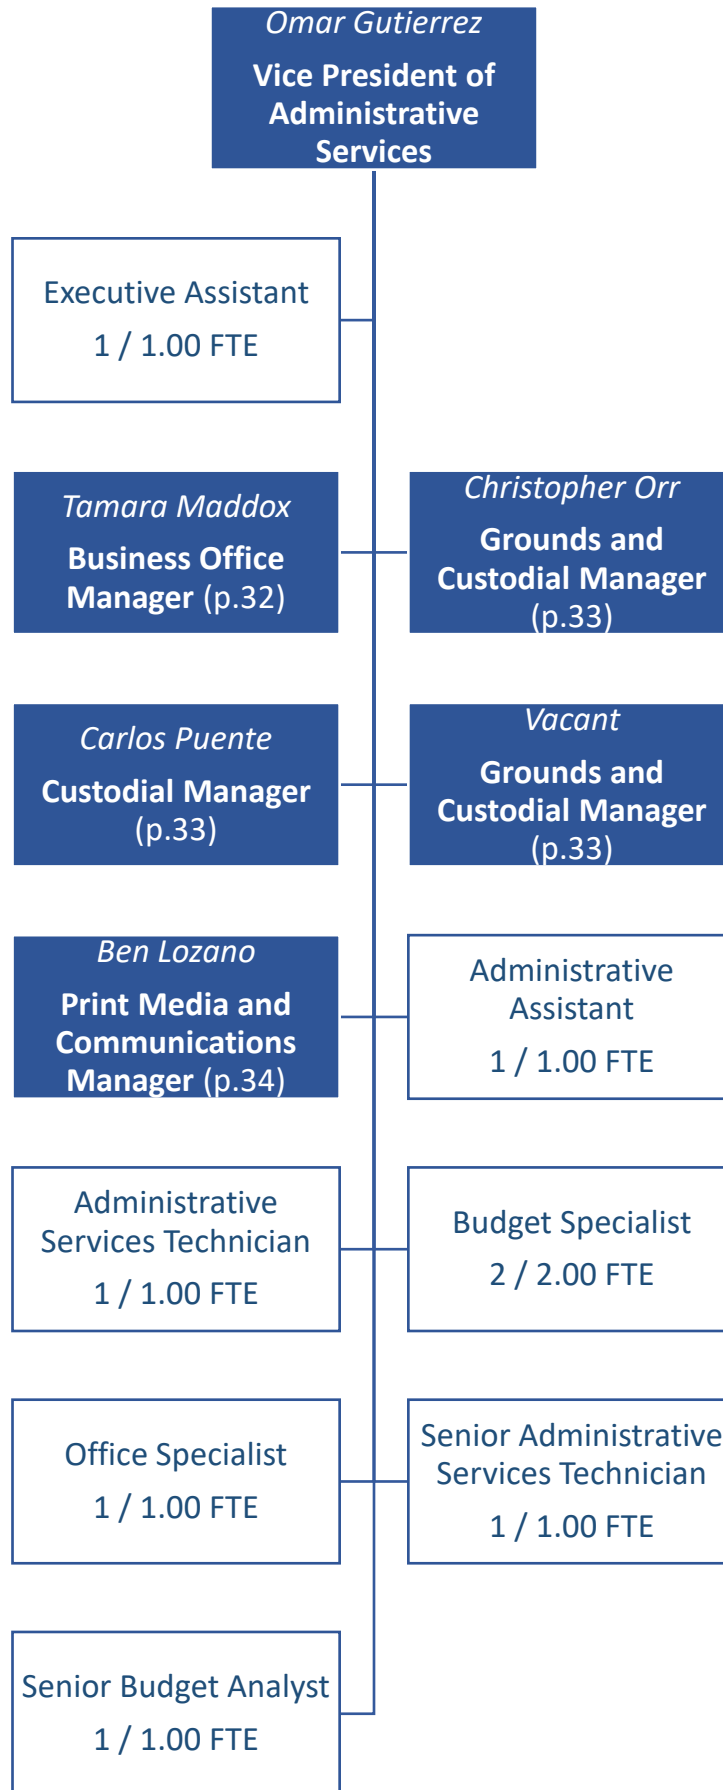 Omar Gutierrez
Vice President of
Administrative
Services
Executive Assistant
1 / 1.00 FTE
Tamara Maddox
Business Office
Manager (p.32)
Christopher Orr
Grounds and
Custodial Manager
(p.33)
Carlos Puente
Custodial Manager
(p.33)
Vacant
Grounds and
Custodial Manager
(p.33)
Ben Lozano
Print Media and
Communications
Manager (p.34)
Administrative
Assistant
1 / 1.00 FTE
Administrative
Services Technician
1 / 1.00 FTE
Budget Specialist
2 / 2.00 FTE
Office Specialist
1 / 1.00 FTE
Senior Administrative
Services Technician
1 / 1.00 FTE
Senior Budget Analyst
1 / 1.00 FTE